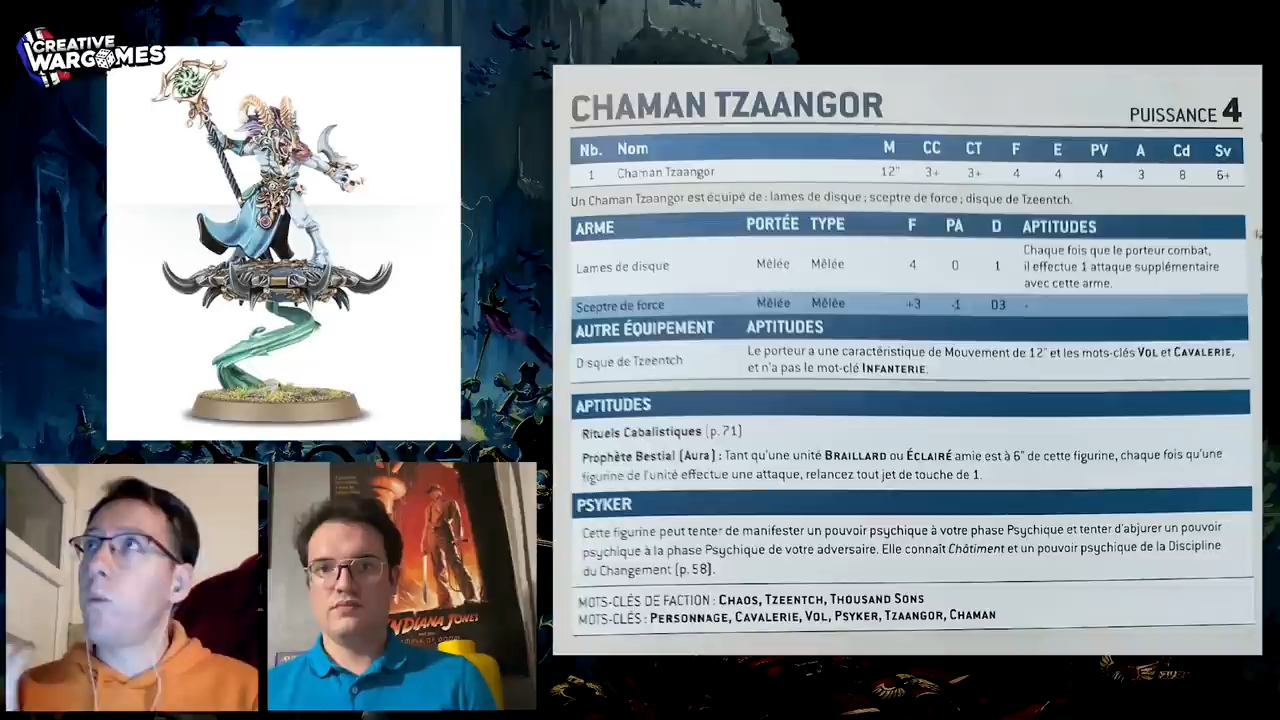 CREATIVE
WARGAMES
CHAMAN TZAANGOR
PUISSANCE 4
Nb. Nom M CC CT F E PV A Cd Sv
1 Chaman Tzaangor 12" 3+ 3+ 4 4 4 3 8 6+
Un Chaman Tzaangor est équipé de : lames de disque ; sceptre de force ; disque de Tzeentch.
ARME PORTÉE TYPE F PA D APTITUDES
Chaque fois que le porteur combat,
Lames de disque Mêlée Mêlée 4 0 1 il effectue 1 attaque supplémentaire
avec cette arme.
Sceptre de force Mêlée Mêlée +3 -1 D3 -
AUTRE ÉQUIPEMENT APTITUDES
Disque de Tzeentch Le porteur a une caractéristique de Mouvement de 12" et les mots-clés VOL et CAVALERIE,
et n'a pas le mot-clé INFANTERIE.
APTITUDES
Rituels Cabalistiques (p.71)
Prophète Bestial (Aura) : Tant qu'une unité BRAILLARD ou ÉCLAIRÉ amie est à 6" de cette figurine, chaque fois qu'une
figurine de l'unité effectue une attaque, relancez tout jet de touche de 1.
PSYKER
Cette figurine peut tenter de manifester un pouvoir psychique à votre phase Psychique et tenter d'abjurer un pouvoir
psychique à la phase Psychique de votre adversaire. Elle connaît Châtiment et un pouvoir psychique de la Discipline
du Changement (p.58).
MOTS-CLÉS DE FACTION : CHAOS, TZEENTCH, THOUSAND SONS
MOTS-CLÉS : PERSONNAGE, CAVALERIE, VOL, PSYKER, TZAANGOR, CHAMAN
INDIANA JONES